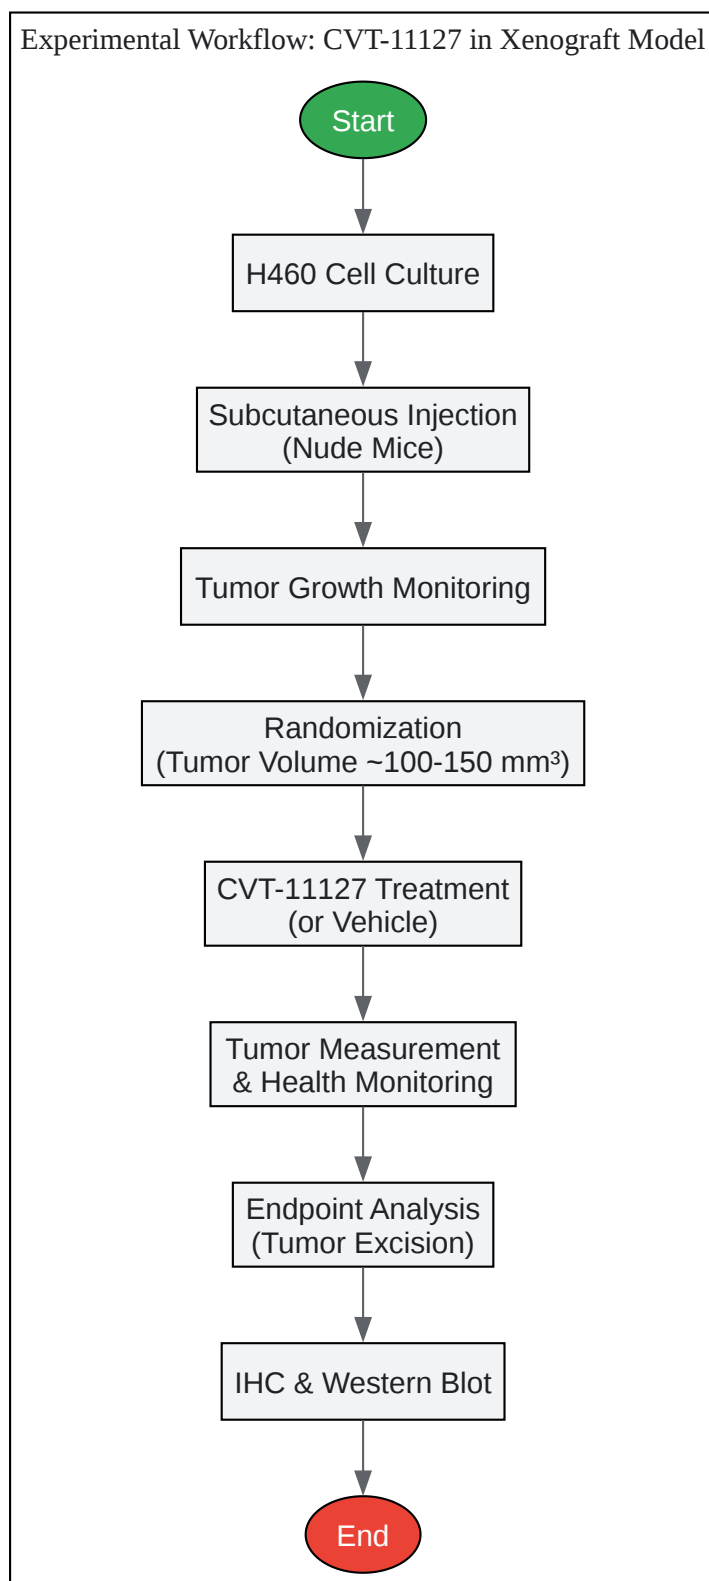 Experimental Workflow: CVT-11127 in Xenograft Model
Start
H460 Cell Culture
Subcutaneous Injection
(Nude Mice)
Tumor Growth Monitoring
Randomization
(Tumor Volume ~100-150 mm³)
CVT-11127 Treatment
(or Vehicle)
Tumor Measurement
& Health Monitoring
Endpoint Analysis
(Tumor Excision)
IHC & Western Blot
End